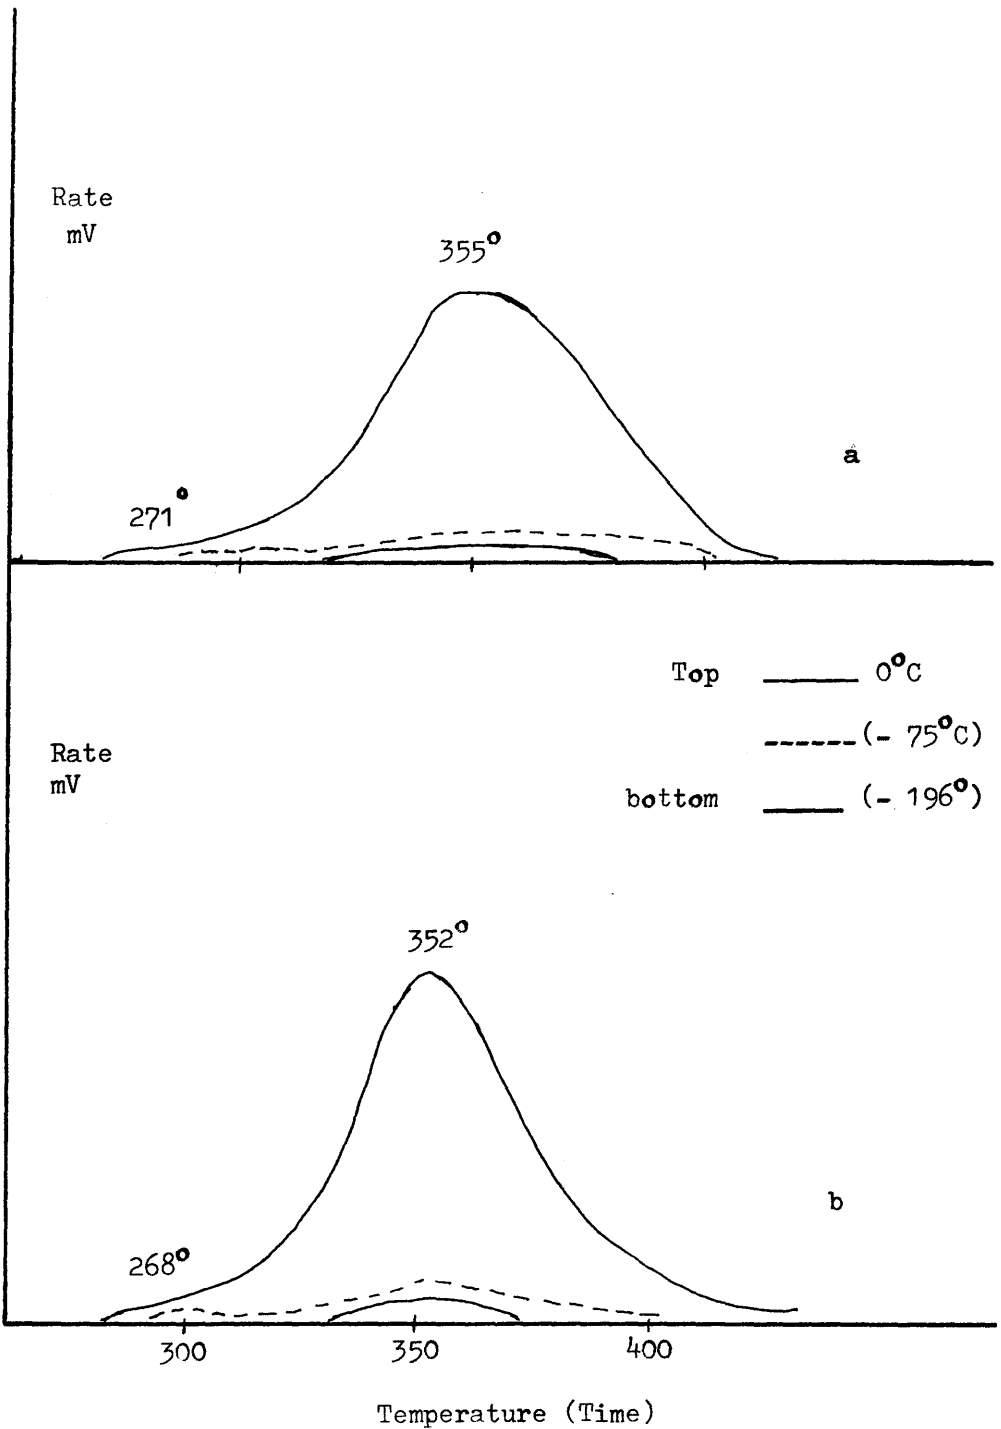 Rate
mV
355°
271°
a
Top 0°C
(- 75°C)
bottom (- 196°)
Rate
mV
352°
268°
b
300 350 400
Temperature (Time)